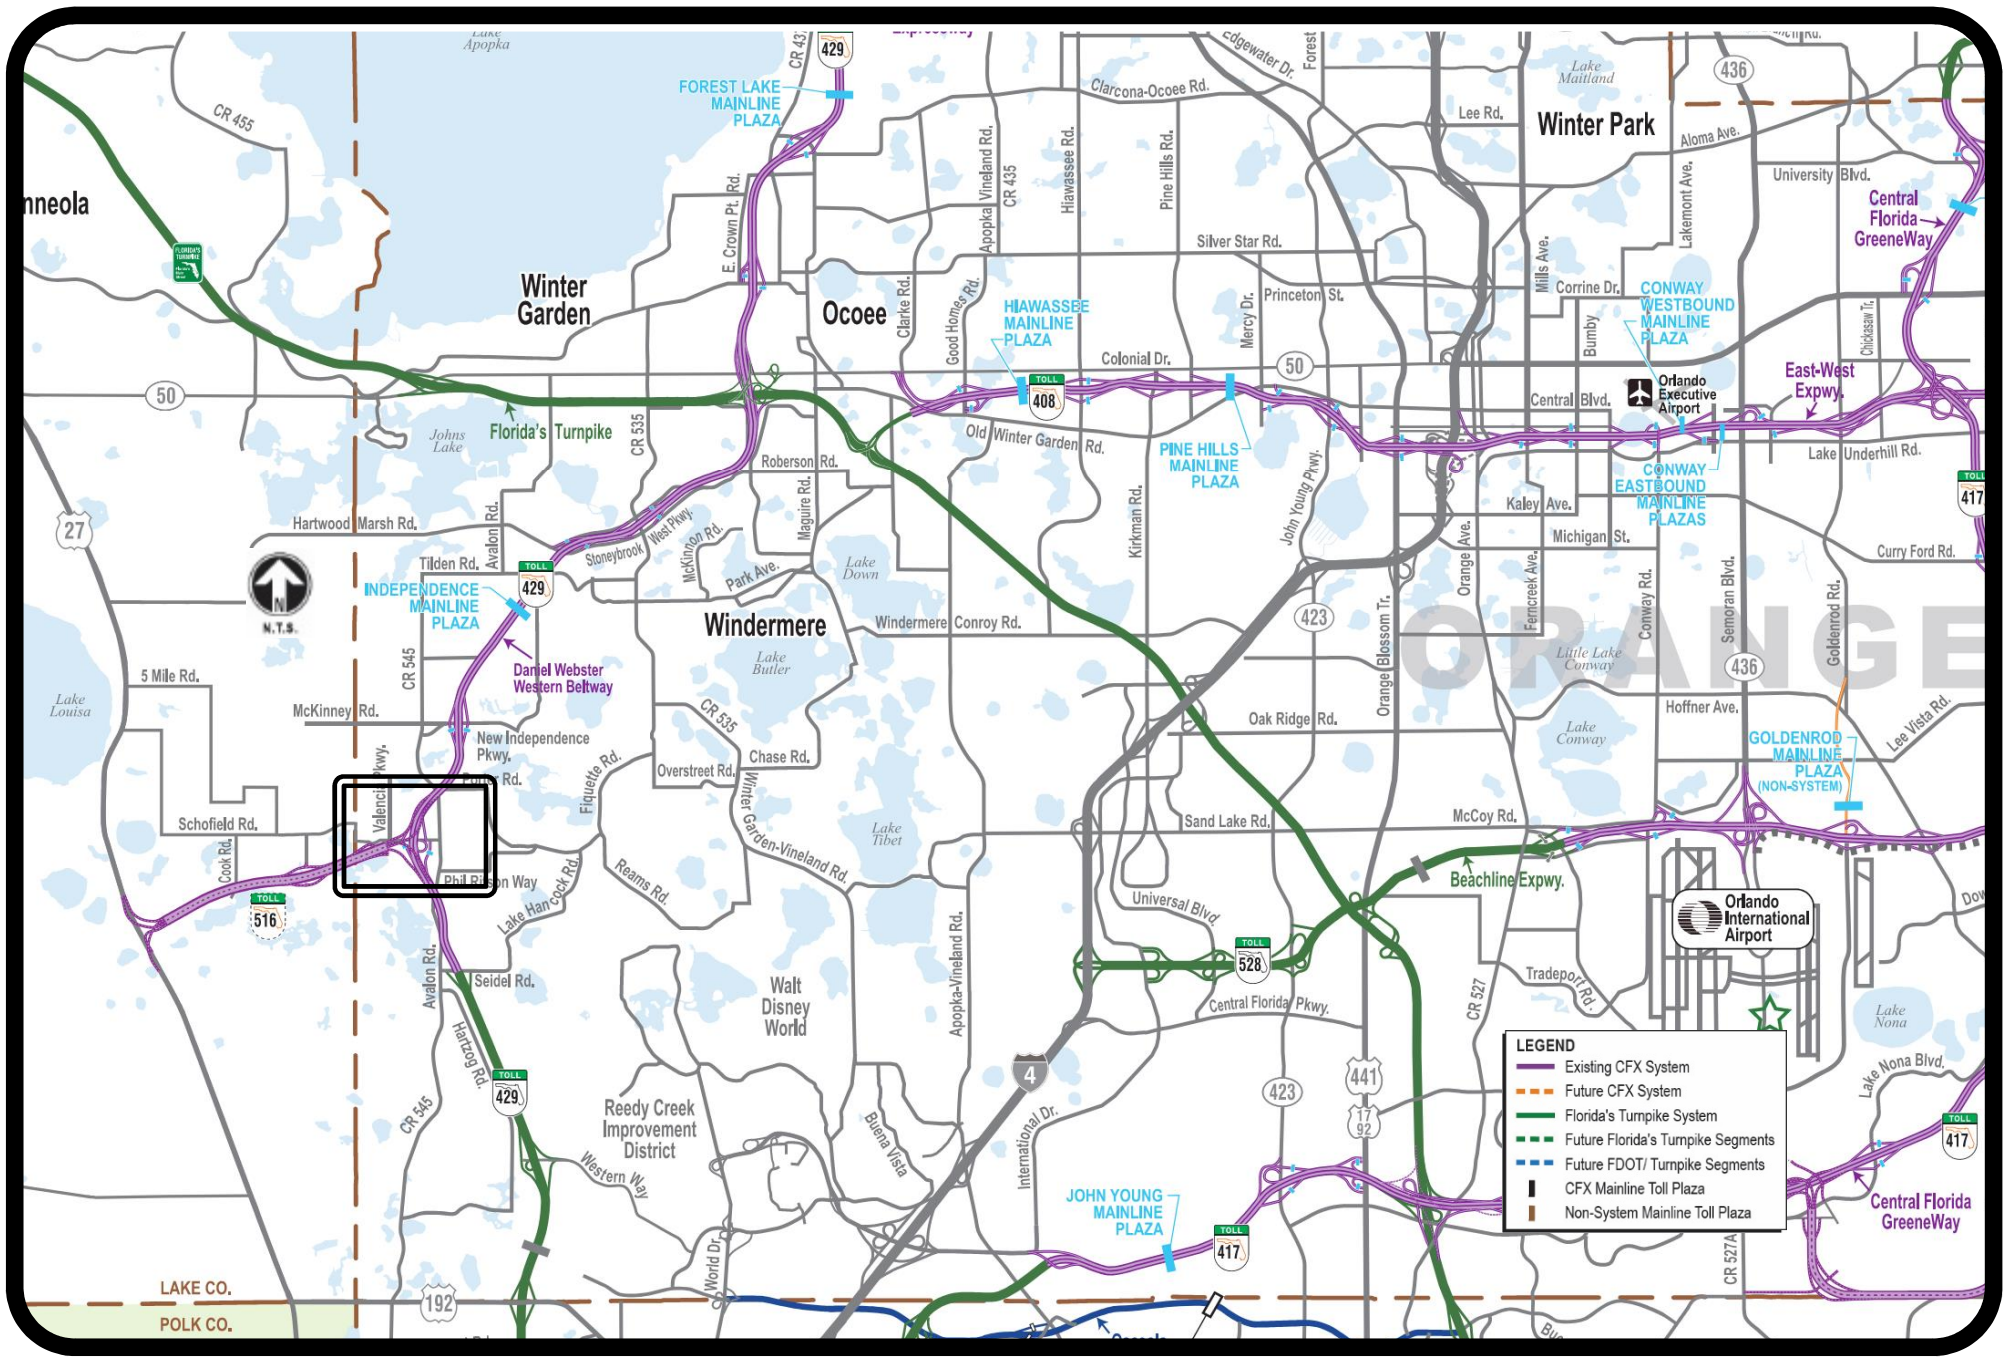 Lake
Apopka
CR 437
429
Expressway
Edgewater Dr.
Forest
436
Lake
Maitland
FOREST LAKE
MAINLINE
PLAZA
CR 455
Clarcona-Ocoee Rd.
Lee Rd.
Winter Park
Aloma Ave.
Apopka Vineland Rd.
CR 435
Hiawassee Rd.
Pine Hills Rd.
University Blvd.
Lakemont Ave.
Central
Florida
GreeneWay
nneola
FLORIDA'S
TURNPIKE
E. Crown Pt. Rd.
Silver Star Rd.
Mills Ave.
Winter
Garden
Ocoee
Clarke Rd.
Good Homes Rd.
HIAWASSEE
MAINLINE
PLAZA
Mercy Dr.
Princeton St.
Corrine Dr.
Bumby
CONWAY
WESTBOUND
MAINLINE
PLAZA
Chickasaw Tr.
Colonial Dr.
50
East-West
Expwy.
50
TOLL
408
Orlando
Executive
Airport
Central Blvd.
Florida's Turnpike
Johns
Lake
CR 535
Old Winter Garden Rd.
PINE HILLS
MAINLINE
PLAZA
John Young Pkwy.
Lake Underhill Rd.
CONWAY
EASTBOUND
MAINLINE
PLAZAS
TOLL
417
Roberson Rd.
Maguire Rd.
27
Hartwood Marsh Rd.
Avalon Rd.
Stoneybrook West Pkwy.
McKinnon Rd.
Kirkman Rd.
Kaley Ave.
Orange Ave.
Michigan St.
Curry Ford Rd.
N
N.T.S.
Tilden Rd.
TOLL
429
Park Ave.
Lake
Down
INDEPENDENCE
MAINLINE
PLAZA
Windermere
Windermere Conroy Rd.
423
Orange Blossom Tr.
Ferncreek Ave.
Conway Rd.
Semoran Blvd.
Goldenrod Rd.
ORANGE
CR 545
Daniel Webster
Western Beltway
Lake
Butler
Little Lake
Conway
436
5 Mile Rd.
Lake
Louisa
McKinney Rd.
New Independence
Pkwy.
CR 535
Oak Ridge Rd.
Lake
Conway
Hoffner Ave.
Lee Vista Rd.
GOLDENROD
MAINLINE
PLAZA
(NON-SYSTEM)
Valencia Pkwy.
Porter Rd.
Fiquette Rd.
Overstreet Rd.
Chase Rd.
Winter Garden-Vineland Rd.
Schofield Rd.
Cook Rd.
Lake
Tibet
Sand Lake Rd.
McCoy Rd.
TOLL
516
Phil Ritson Way
Lake Hancock Rd.
Reams Rd.
Universal Blvd.
Beachline Expwy.
Orlando
International
Airport
Dow
Avalon Rd.
Seidel Rd.
Walt
Disney
World
Apopka-Vineland Rd.
TOLL
528
Central Florida Pkwy.
CR 527
Tradeport Rd.
Lake
Nona
Hartzog Rd.
CR 545
TOLL
429
Reedy Creek
Improvement
District
Buena Vista
4
International Dr.
423
441
17
92
Lake Nona Blvd.
TOLL
417
LEGEND
Existing CFX System
Future CFX System
Florida's Turnpike System
Future Florida's Turnpike Segments
Future FDOT/ Turnpike Segments
CFX Mainline Toll Plaza
Non-System Mainline Toll Plaza
Western Way
World Dr.
JOHN YOUNG
MAINLINE
PLAZA
TOLL
417
CR 527A
Central Florida
GreeneWay
LAKE CO.
POLK CO.
192